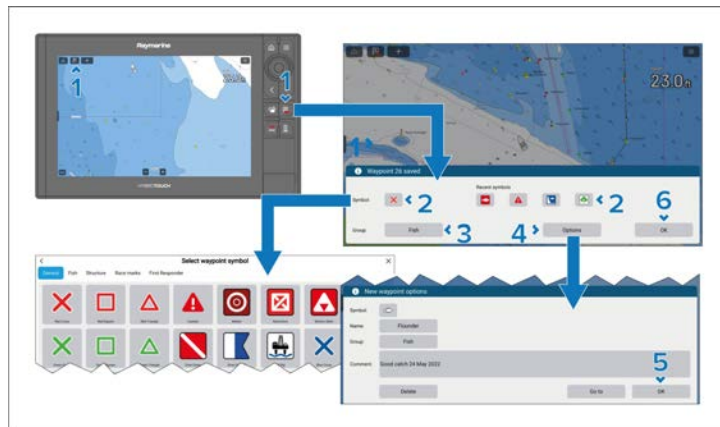 Raymarine
1
1
HYBRIDTOUCH
23.0
1
Waypoint 26 saved
Symbol:
2
Recent symbols
2
6
Group:
Fish
3
4
Options
OK
Select waypoint symbol
General
Fish
Structure
Race marks
First Responder
New waypoint options
Symbol:
Name:
Flounder
Group:
Fish
Comment:
Good catch 24 May 2022
5
Delete
Go to
OK